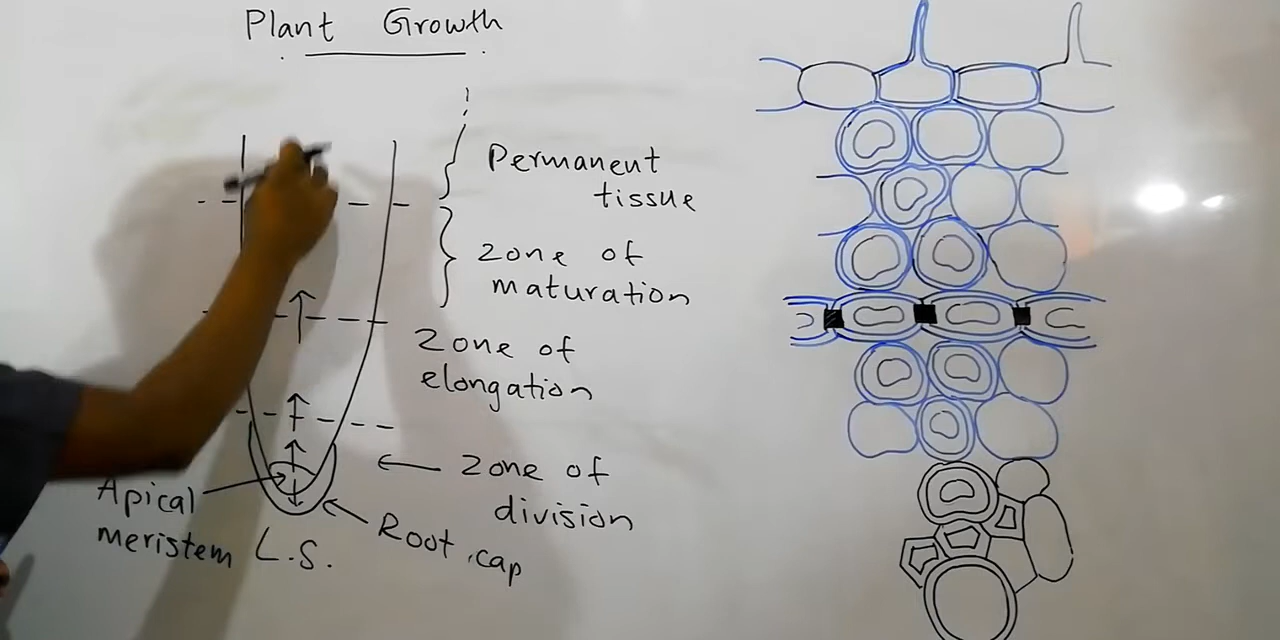 Plant Growth
Permanent
tissue
Zone of
maturation
Zone of
elongation
Zone of
division
Apical
meristem
L.S.
Root cap